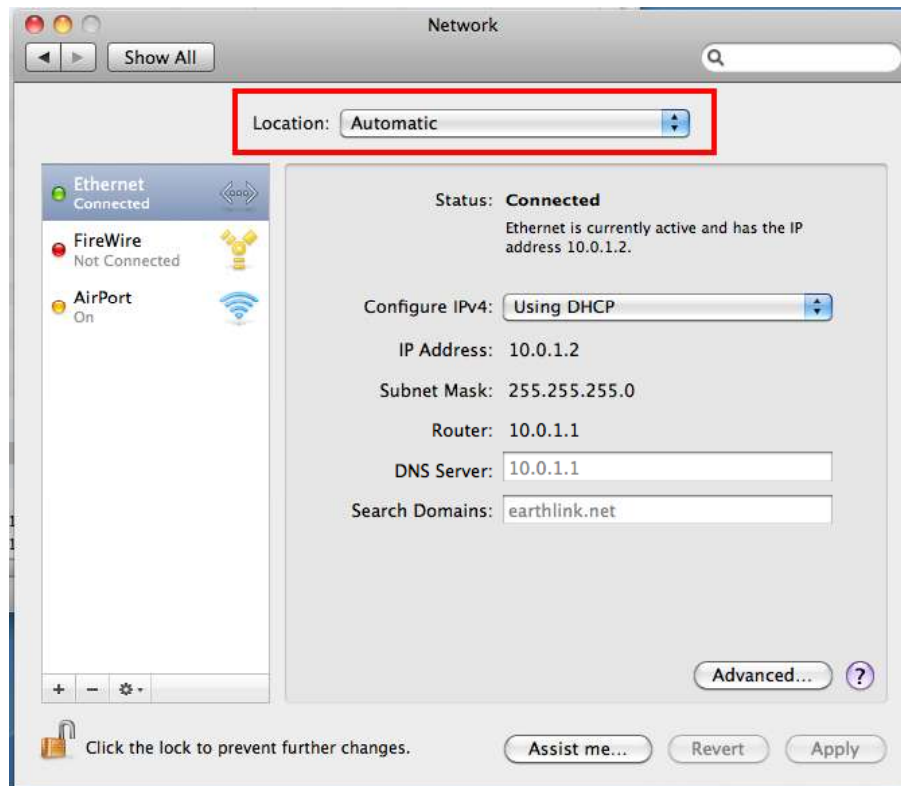 Network
Show All
Location: Automatic
Ethernet
Connected
FireWire
Not Connected
AirPort
On
Status: Connected
Ethernet is currently active and has the IP
address 10.0.1.2.
Configure IPv4: Using DHCP
IP Address: 10.0.1.2
Subnet Mask: 255.255.255.0
Router: 10.0.1.1
DNS Server: 10.0.1.1
Search Domains: earthlink.net
Advanced... ?
Click the lock to prevent further changes.
Assist me... Revert Apply